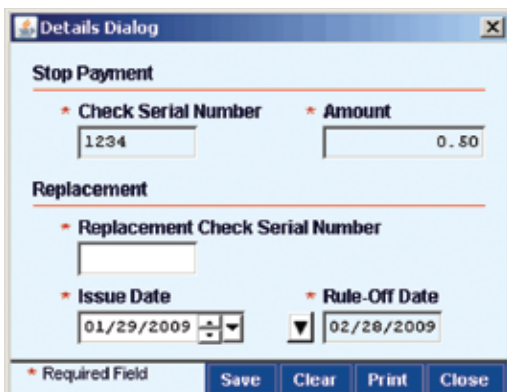 Details Dialog
Stop Payment
* Check Serial Number * Amount
1234 0.50
Replacement
* Replacement Check Serial Number
* Issue Date * Rule-Off Date
01/29/2009 02/28/2009
* Required Field Save Clear Print Close